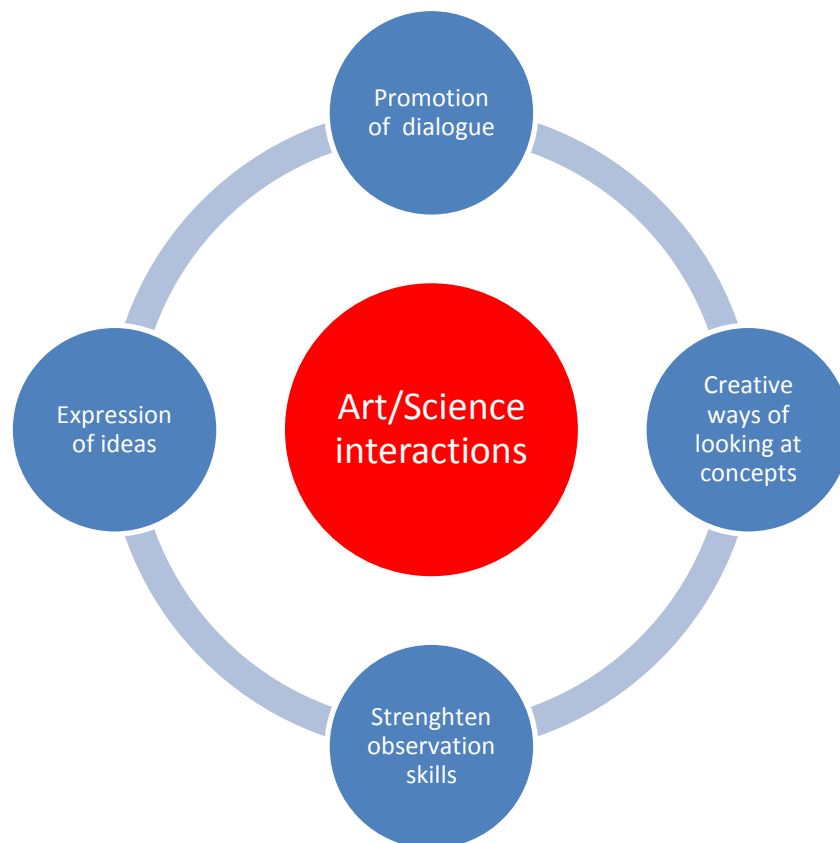 Promotion
of dialogue
Art/Science
interactions
Expression
of ideas
Creative
ways of
looking at
concepts
Strenghten
observation
skills